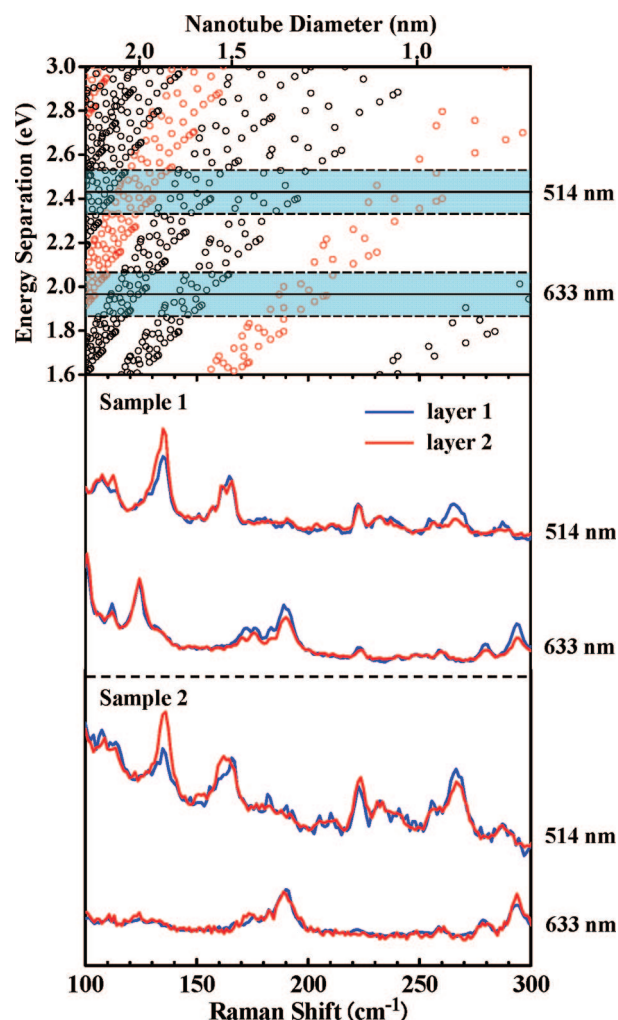 Nanotube Diameter (nm)
2.0 1.5 1.0
Energy Separation (eV)
3.0
2.8
2.6
2.4
2.2
2.0
1.8
1.6
514 nm
633 nm
Sample 1
layer 1
layer 2
514 nm
633 nm
Sample 2
514 nm
633 nm
100 150 200 250 300
Raman Shift (cm⁻¹)